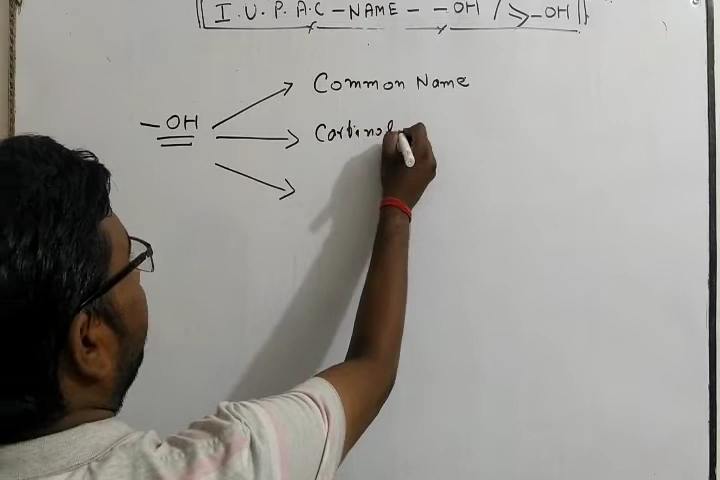 I.U.P.A.C - NAME - -OH / >-OH
-OH
Common Name
Carbinol